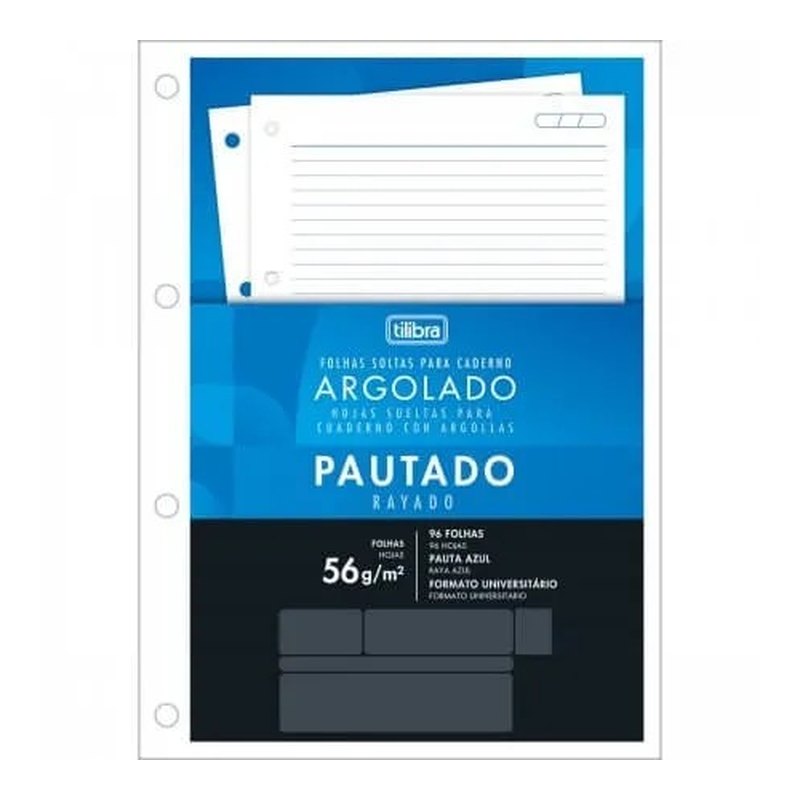 tilibra
FOLHAS SOLTAS PARA CADERNO
ARGOLADO
HOJAS SUELTAS PARA
CUADERNO CON ARGOLLAS
PAUTADO
RAYADO
FOLHAS
HOJAS
56g/m²
96 FOLHAS
96 HOJAS
PAUTA AZUL
RAYA AZUL
FORMATO UNIVERSITÁRIO
FORMATO UNIVERSITARIO